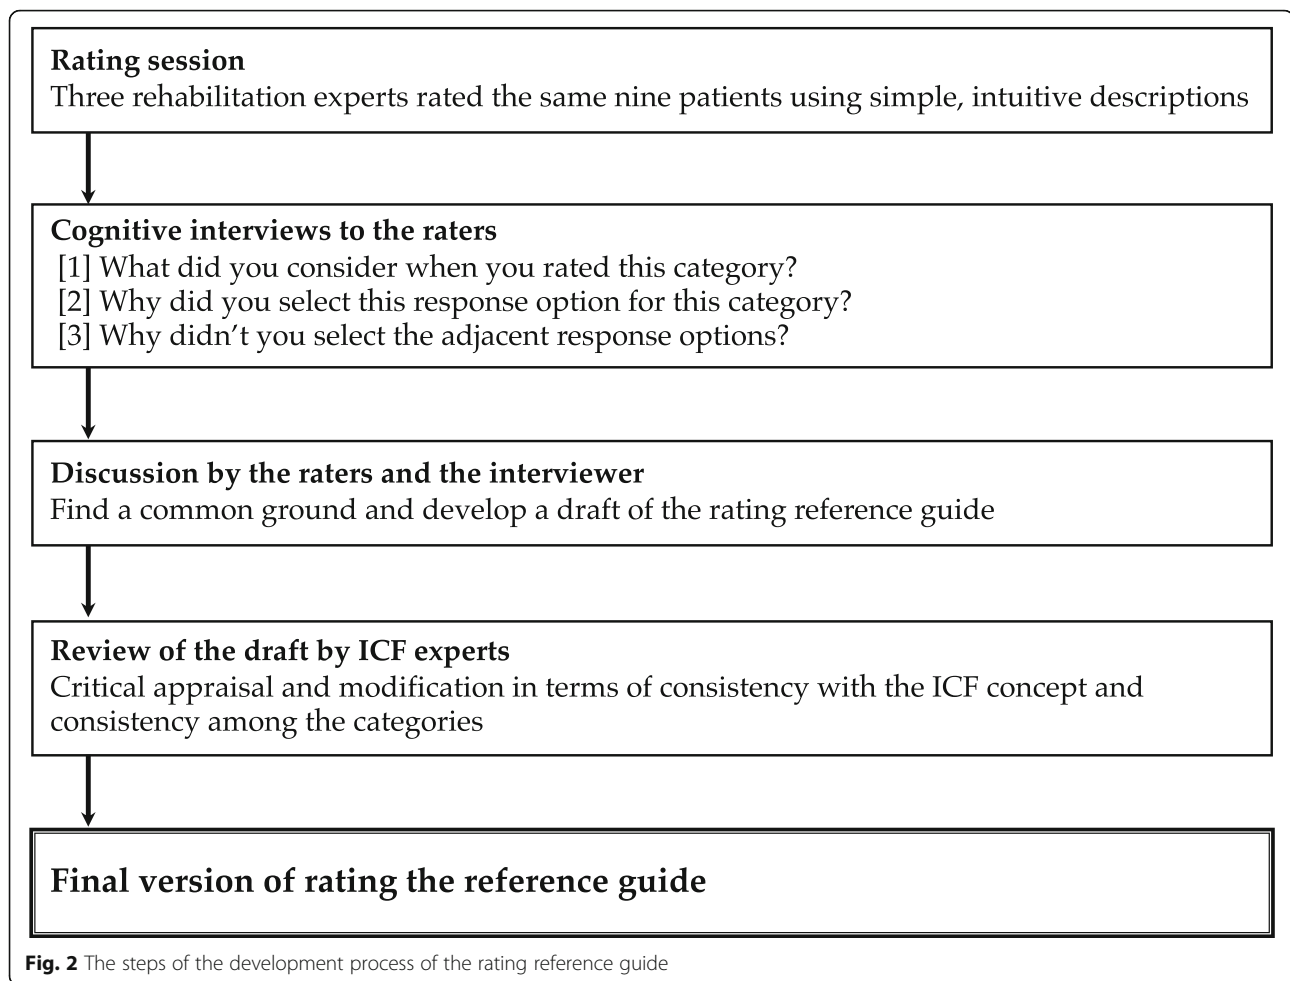 Rating session
Three rehabilitation experts rated the same nine patients using simple, intuitive descriptions
Cognitive interviews to the raters
[1] What did you consider when you rated this category?
[2] Why did you select this response option for this category?
[3] Why didn't you select the adjacent response options?
Discussion by the raters and the interviewer
Find a common ground and develop a draft of the rating reference guide
Review of the draft by ICF experts
Critical appraisal and modification in terms of consistency with the ICF concept and
consistency among the categories
Final version of rating the reference guide
Fig. 2 The steps of the development process of the rating reference guide